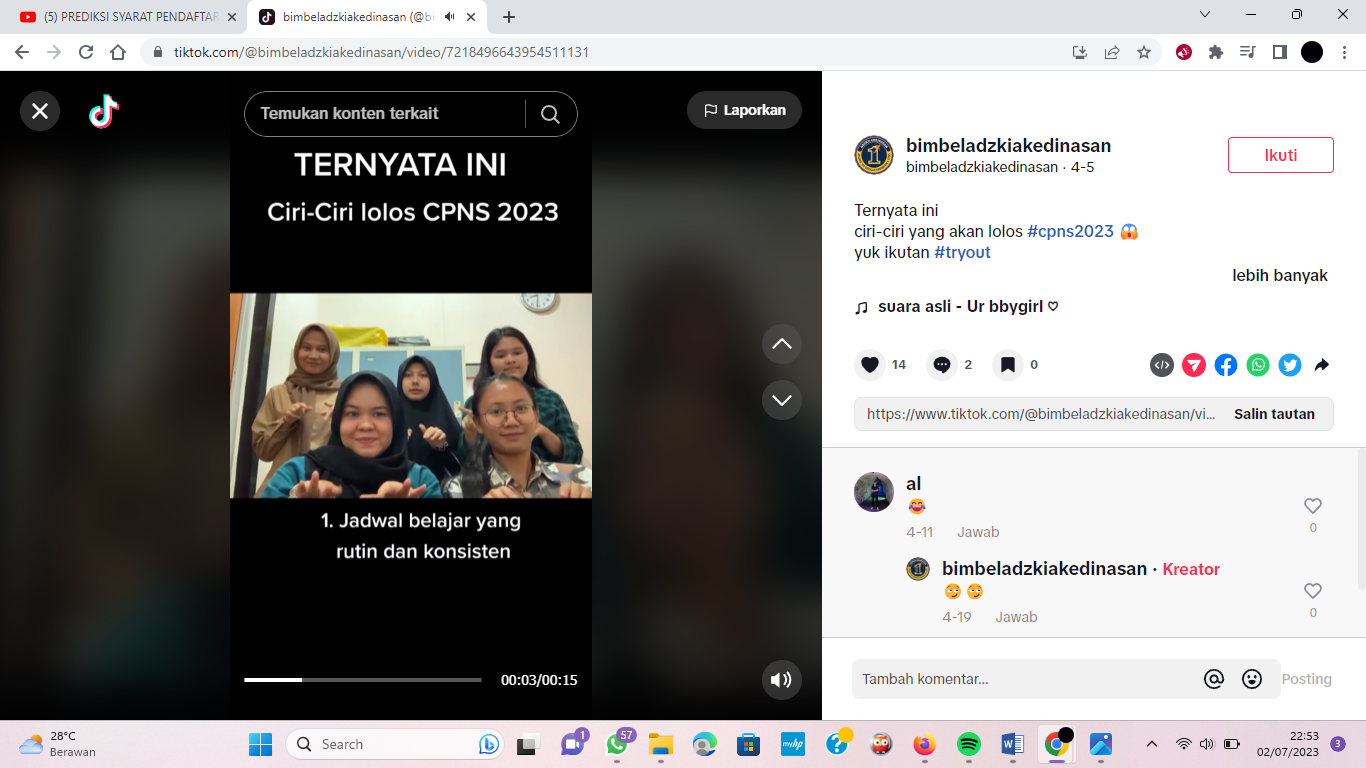 (5) PREDIKSI SYARAT PENDAFTAR
bimbeladzkiakedinasan (@b
tiktok.com/@bimbeladzkiakedinasan/video/7218496643954511131
Temukan konten terkait
Laporkan
TERNYATA INI
Ciri-Ciri lolos CPNS 2023
1. Jadwal belajar yang
rutin dan konsisten
00:03/00:15
bimbeladzkiakedinasan
bimbeladzkiakedinasan · 4-5
Ikuti
Ternyata ini
ciri-ciri yang akan lolos #cpns2023 😱
yuk ikutan #tryout
lebih banyak
♫ suara asli - Ur bbygirl ♡
14
2
0
https://www.tiktok.com/@bimbeladzkiakedinasan/vi...
Salin tautan
al
😂
4-11 Jawab
0
bimbeladzkiakedinasan · Kreator
😏😏
4-19 Jawab
0
Tambah komentar...
Posting
28°C
Berawan
Search
1
57
myhp
22:53
02/07/2023
3